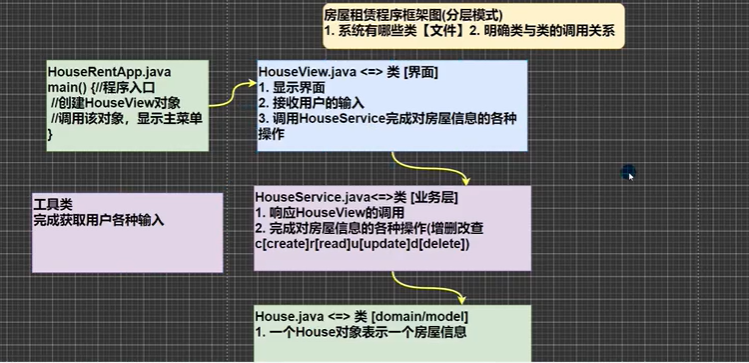 房屋租赁程序框架图(分层模式)
1. 系统有哪些类【文件】2. 明确类与类的调用关系
HouseRentApp.java
main() {//程序入口
//创建HouseView对象
//调用该对象，显示主菜单
}
HouseView.java <=> 类 [界面]
1. 显示界面
2. 接收用户的输入
3. 调用HouseService完成对房屋信息的各种
操作
工具类
完成获取用户各种输入
HouseService.java<=>类 [业务层]
1. 响应HouseView的调用
2. 完成对房屋信息的各种操作(增删改查
c[create]r[read]u[update]d[delete])
House.java <=> 类 [domain/model]
1. 一个House对象表示一个房屋信息